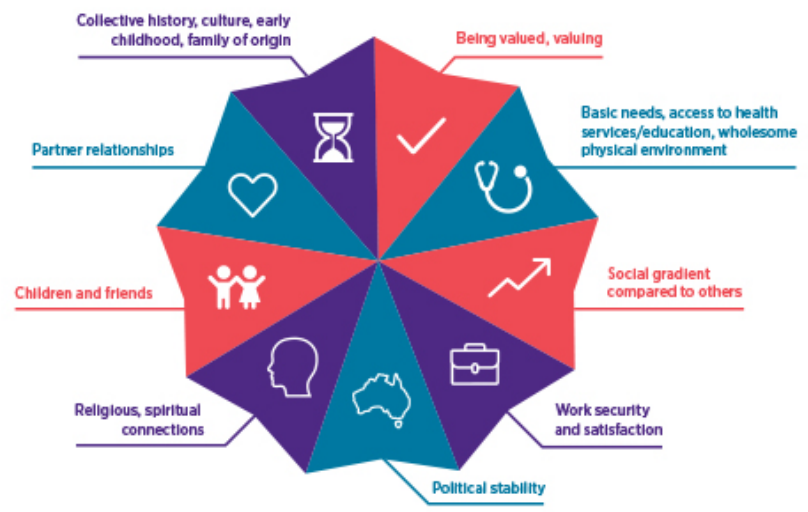 Collective history, culture, early
childhood, family of origin
Being valued, valuing
Basic needs, access to health
services/education, wholesome
physical environment
Partner relationships
Social gradient
compared to others
Children and friends
Religious, spiritual
connections
Work security
and satisfaction
Political stability